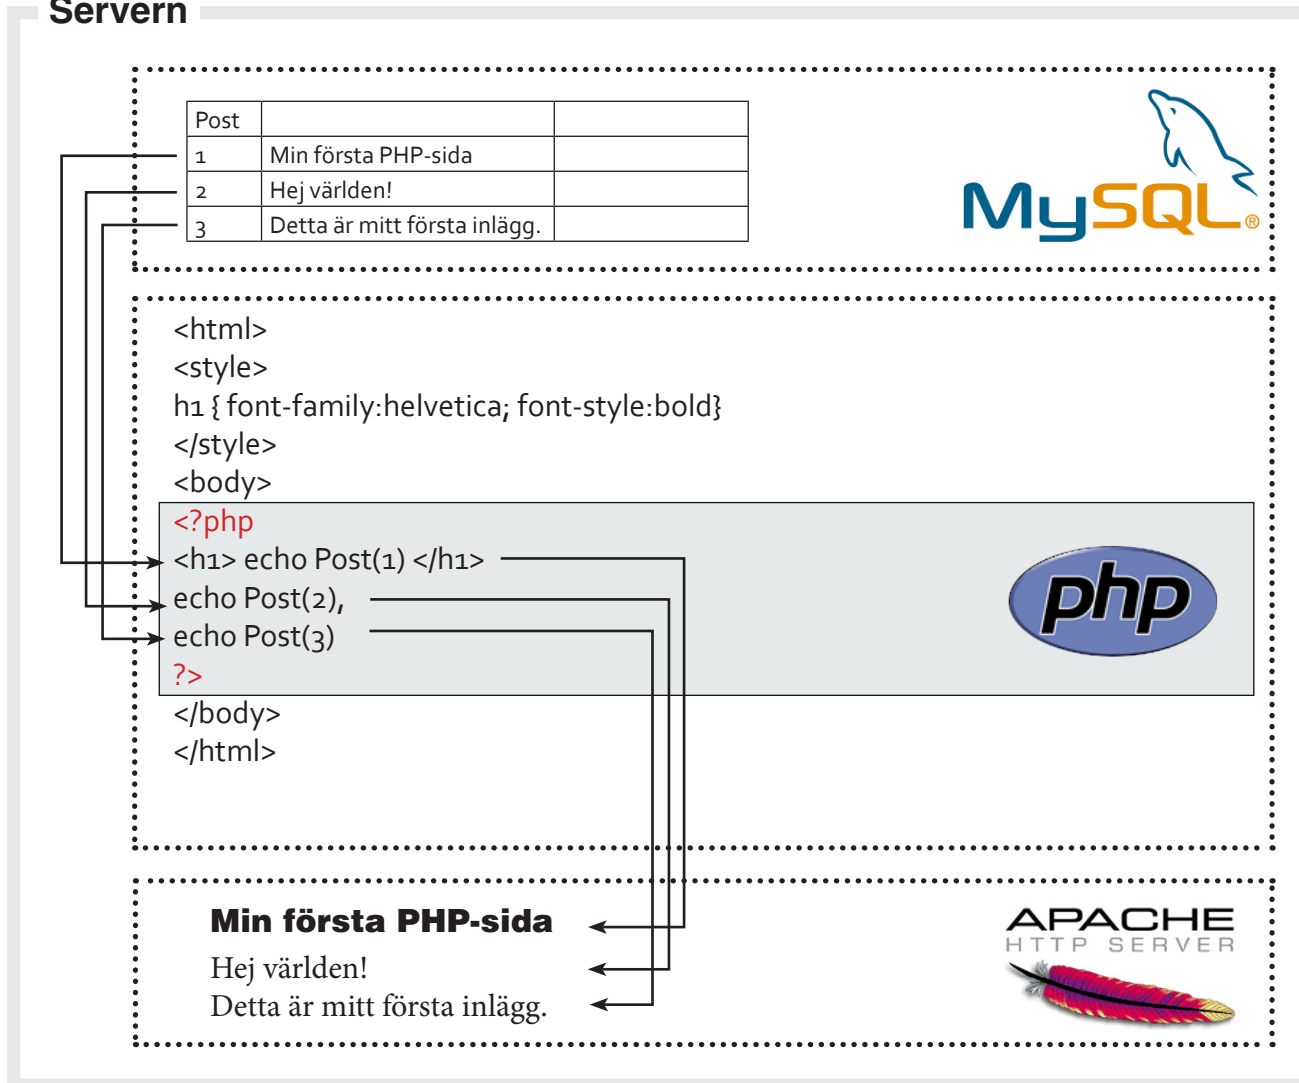 Servern
Post
1 Min första PHP-sida
2 Hej världen!
3 Detta är mitt första inlägg.
MySQL®
<html>
<style>
h1 { font-family:helvetica; font-style:bold}
</style>
<body>
<?php
<h1> echo Post(1) </h1>
echo Post(2),
echo Post(3)
?>
php
</body>
</html>
Min första PHP-sida
Hej världen!
Detta är mitt första inlägg.
APACHE
HTTP SERVER